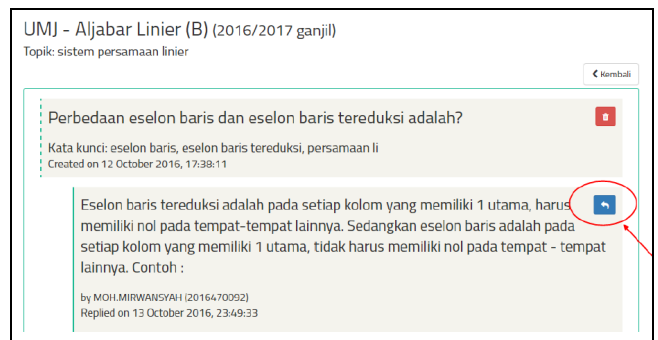 UMJ - Aljabar Linier (B) (2016/2017 ganjil)
Topik: sistem persamaan linier
Kembali
Perbedaan eselon baris dan eselon baris tereduksi adalah?
Kata kunci: eselon baris, eselon baris tereduksi, persamaan li
Created on 12 October 2016, 17:38:11
Eselon baris tereduksi adalah pada setiap kolom yang memiliki 1 utama, harus
memiliki nol pada tempat-tempat lainnya. Sedangkan eselon baris adalah pada
setiap kolom yang memiliki 1 utama, tidak harus memiliki nol pada tempat - tempat
lainnya. Contoh :
by MOH.MIRWANSYAH (2016470092)
Replied on 13 October 2016, 23:49:33